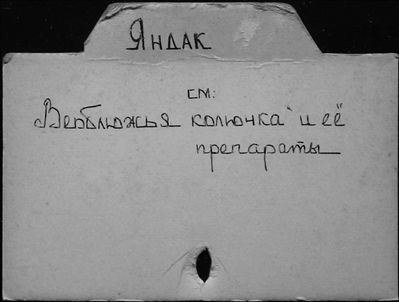 Яндак
см:
Верблюжья колючка и её
препараты